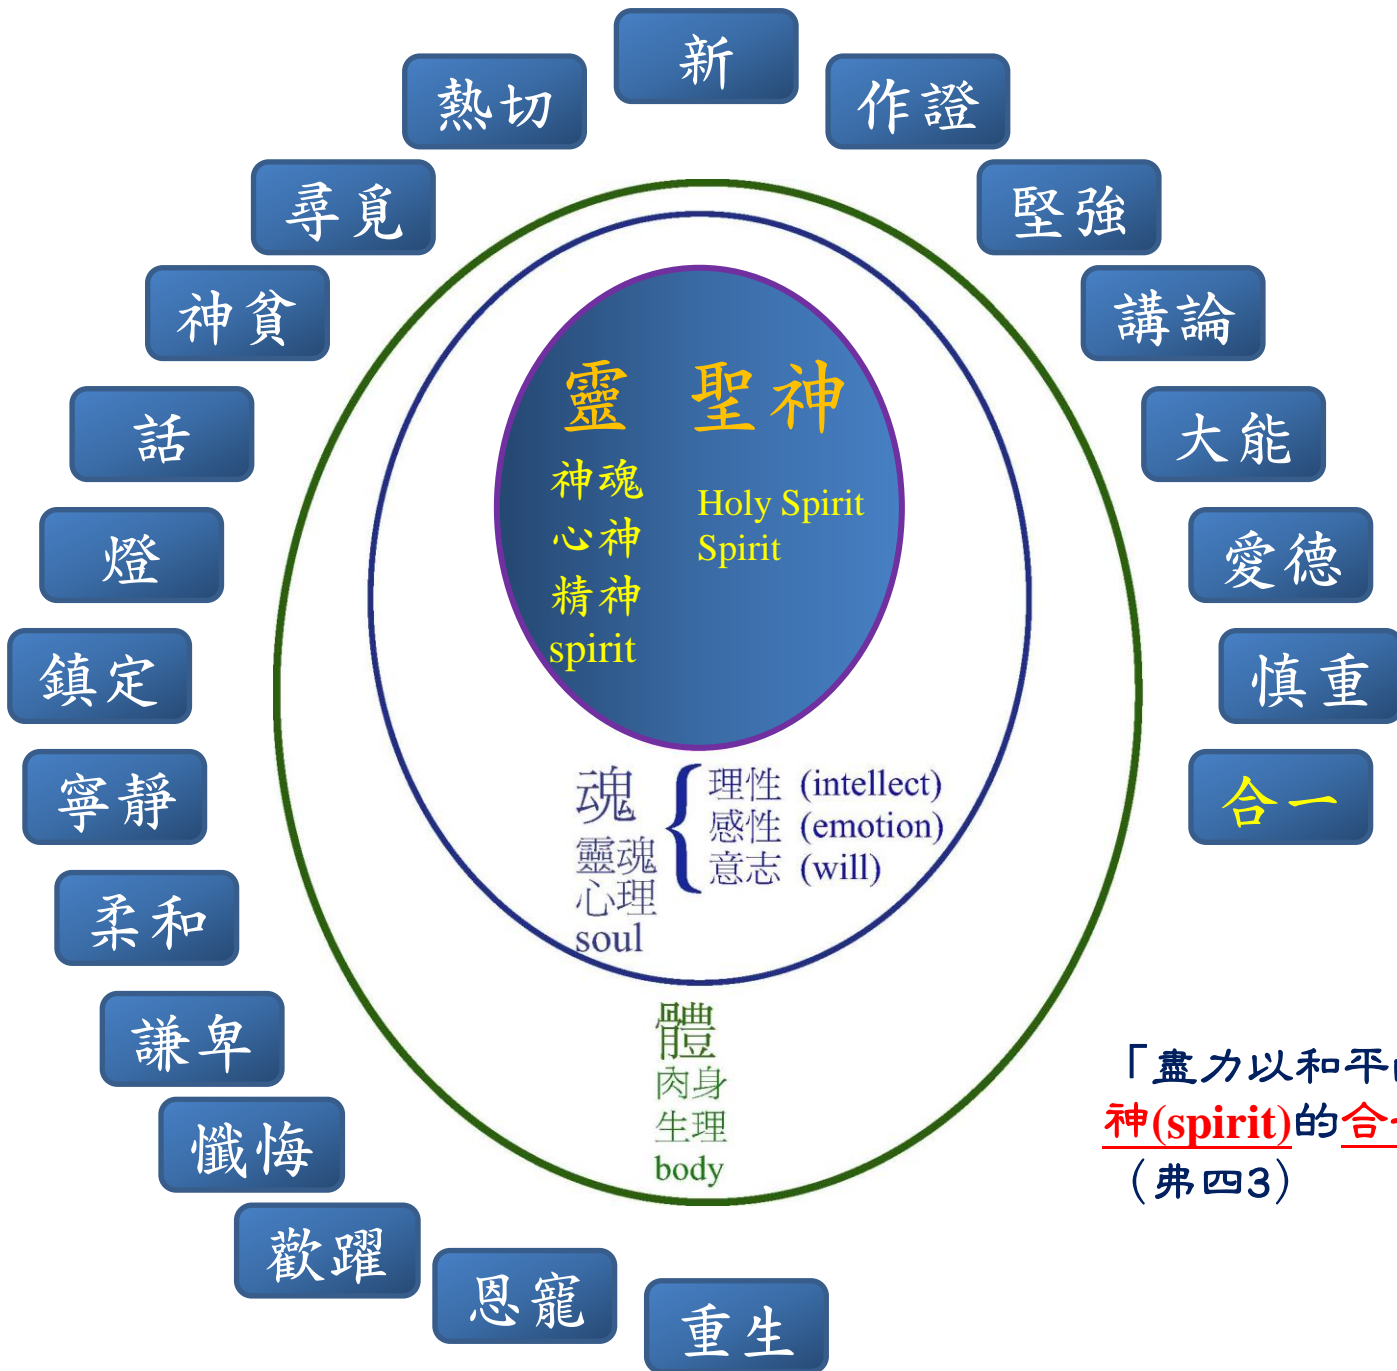 新
熱切
作證
尋覓
堅強
神貧
講論
話
大能
燈
愛德
鎮定
慎重
寧靜
合一
柔和
謙卑
懺悔
歡躍
恩寵
重生
靈 聖神
神魂
心神
精神
spirit
Holy Spirit
Spirit
魂
靈魂
心理
soul
理性 (intellect)
感性 (emotion)
意志 (will)
體
肉身
生理
body
「盡力以和平
神(spirit)的合
(弗四3)